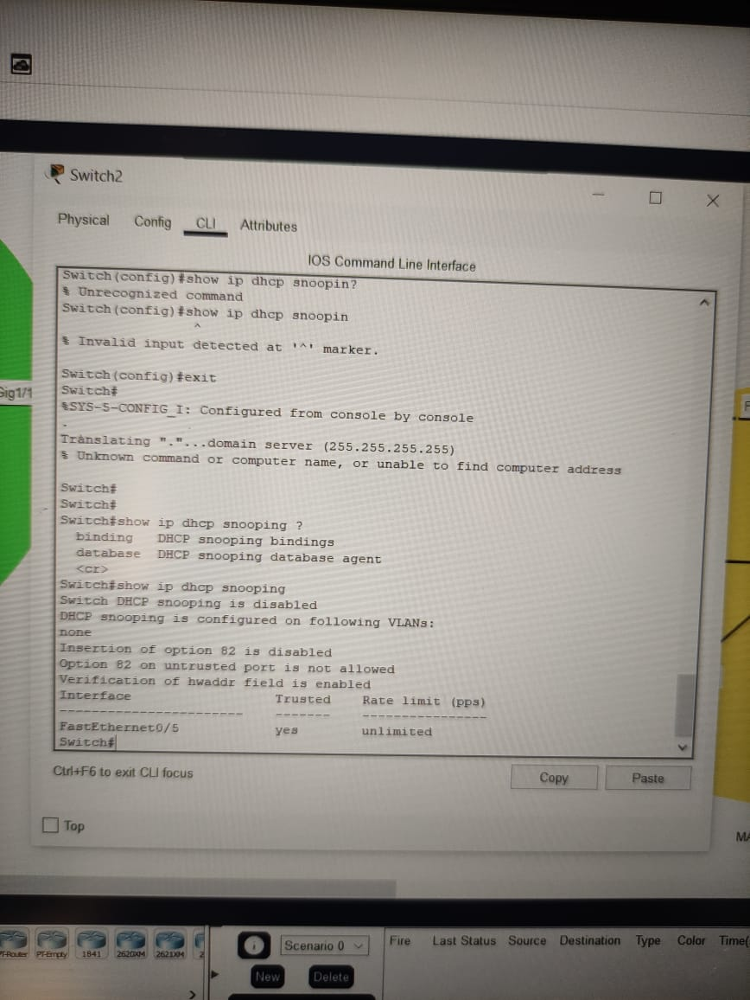 Switch2
Physical Config CLI Attributes
IOS Command Line Interface
Switch(config)#show ip dhcp snoopin?
% Unrecognized command
Switch(config)#show ip dhcp snoopin
^
% Invalid input detected at '^' marker.
Switch(config)#exit
Switch#
%SYS-5-CONFIG_I: Configured from console by console
.
Translating "."...domain server (255.255.255.255)
% Unknown command or computer name, or unable to find computer address
Switch#
Switch#
Switch#show ip dhcp snooping ?
binding DHCP snooping bindings
database DHCP snooping database agent
<cr>
Switch#show ip dhcp snooping
Switch DHCP snooping is disabled
DHCP snooping is configured on following VLANs:
none
Insertion of option 82 is disabled
Option 82 on untrusted port is not allowed
Verification of hwaddr field is enabled
Interface Trusted Rate limit (pps)
----------------------- ------- ----------------
FastEthernet0/5 yes unlimited
Switch#
Ctrl+F6 to exit CLI focus
Copy Paste
Top
Gig1/1
F
MA
PT-Router PT-Empty 1841 2620XM 2621XM 2
Scenario 0
New Delete
Fire Last Status Source Destination Type Color Time(